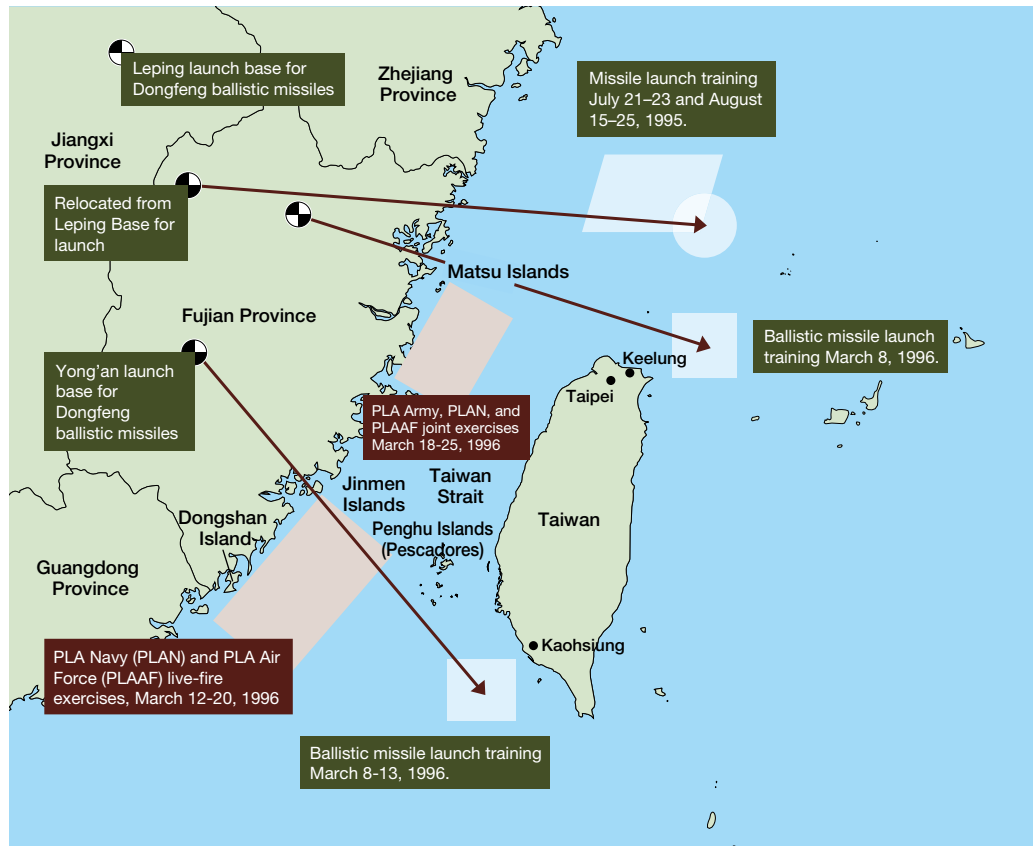 Leping launch base for
Dongfeng ballistic missiles
Zhejiang
Province
Missile launch training
July 21–23 and August
15–25, 1995.
Jiangxi
Province
Relocated from
Leping Base for
launch
Matsu Islands
Fujian Province
Ballistic missile launch
training March 8, 1996.
Keelung
Taipei
Yong’an launch
base for
Dongfeng
ballistic missiles
PLA Army, PLAN, and
PLAAF joint exercises
March 18-25, 1996
Jinmen
Islands
Taiwan
Strait
Dongshan
Island
Penghu Islands
(Pescadores)
Taiwan
Guangdong
Province
Kaohsiung
PLA Navy (PLAN) and PLA Air
Force (PLAAF) live-fire
exercises, March 12-20, 1996
Ballistic missile launch training
March 8-13, 1996.